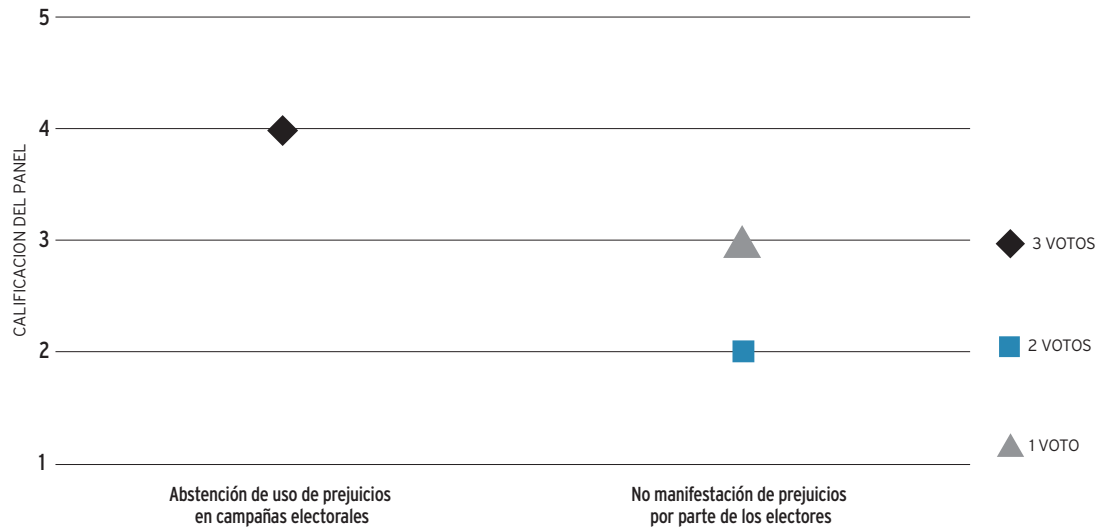 CALIFICACION DEL PANEL
5
4
3
2
1
3 VOTOS
2 VOTOS
1 VOTO
Abstención de uso de prejuicios
en campañas electorales
No manifestación de prejuicios
por parte de los electores